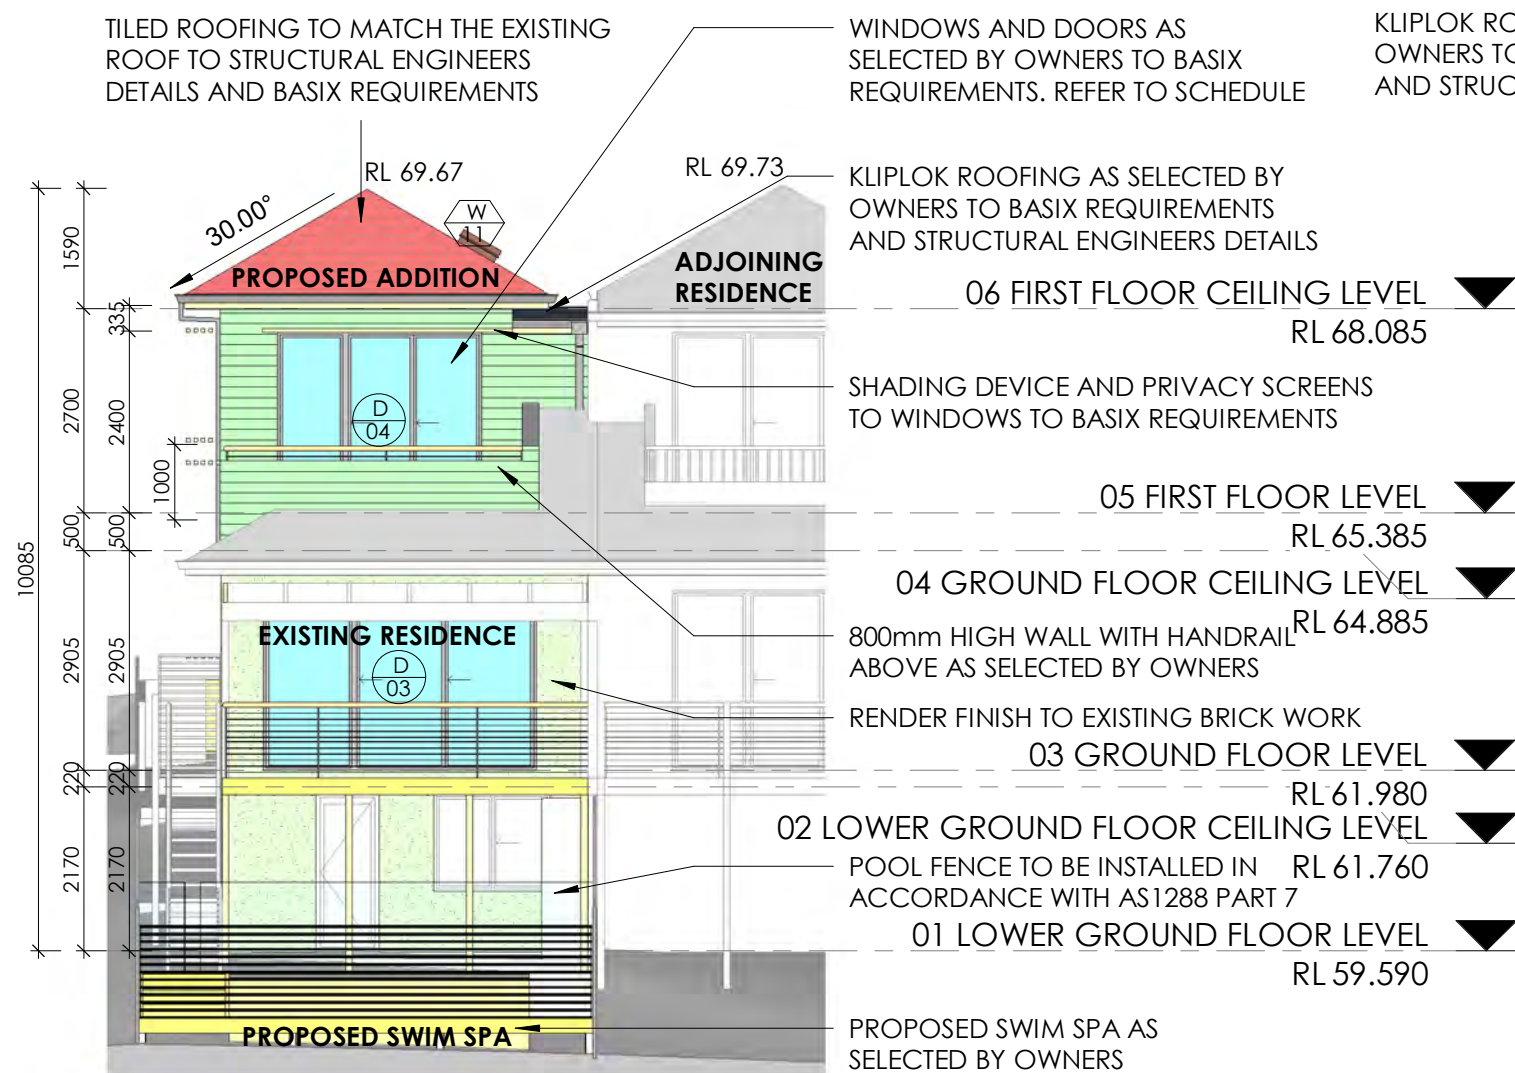 TILED ROOFING TO MATCH THE EXISTING
ROOF TO STRUCTURAL ENGINEERS
DETAILS AND BASIX REQUIREMENTS
WINDOWS AND DOORS AS
SELECTED BY OWNERS TO BASIX
REQUIREMENTS. REFER TO SCHEDULE
KLIPLOK RO
OWNERS TO
AND STRUC
RL 69.67
RL 69.73
30.00°
W
11
PROPOSED ADDITION
ADJOINING
RESIDENCE
KLIPLOK ROOFING AS SELECTED BY
OWNERS TO BASIX REQUIREMENTS
AND STRUCTURAL ENGINEERS DETAILS
06 FIRST FLOOR CEILING LEVEL
RL 68.085
SHADING DEVICE AND PRIVACY SCREENS
TO WINDOWS TO BASIX REQUIREMENTS
D
04
05 FIRST FLOOR LEVEL
RL 65.385
04 GROUND FLOOR CEILING LEVEL
RL 64.885
800mm HIGH WALL WITH HANDRAIL
ABOVE AS SELECTED BY OWNERS
EXISTING RESIDENCE
D
03
RENDER FINISH TO EXISTING BRICK WORK
03 GROUND FLOOR LEVEL
RL 61.980
02 LOWER GROUND FLOOR CEILING LEVEL
RL 61.760
POOL FENCE TO BE INSTALLED IN
ACCORDANCE WITH AS1288 PART 7
01 LOWER GROUND FLOOR LEVEL
RL 59.590
PROPOSED SWIM SPA
PROPOSED SWIM SPA AS
SELECTED BY OWNERS
10085
1590
2700
500
2905
220
2170
335
2400
500
2905
220
2170
1000